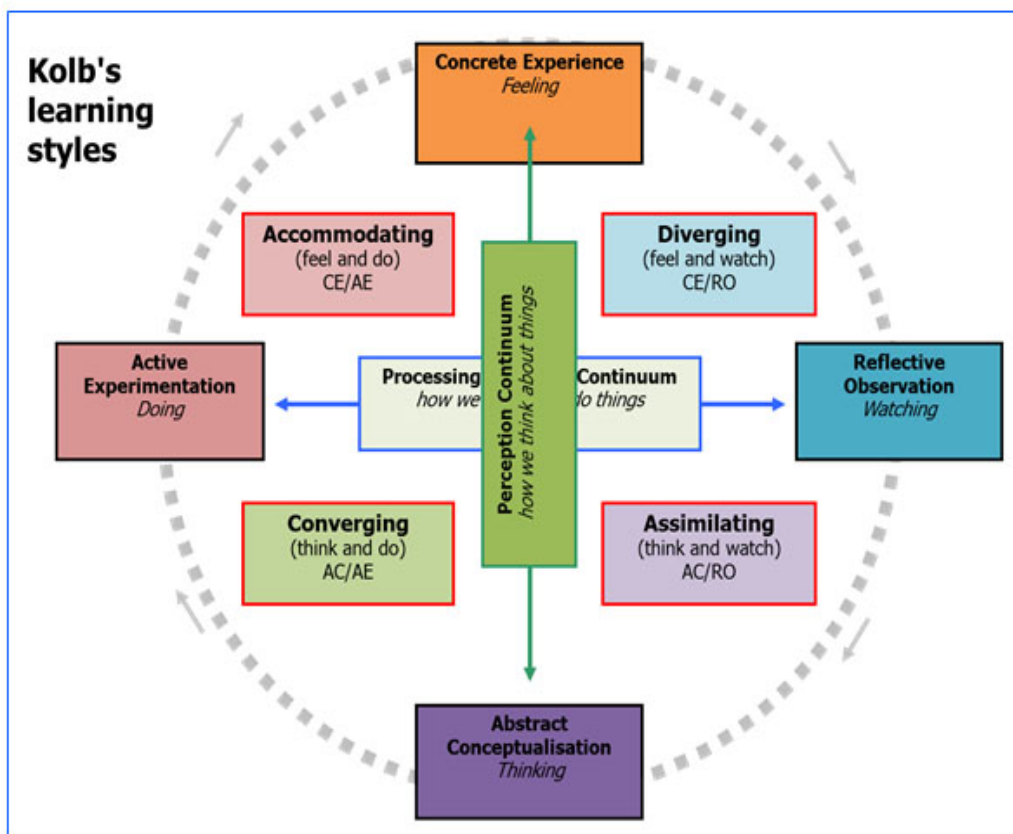 Kolb's
learning
styles
Concrete Experience
Feeling
Accommodating
(feel and do)
CE/AE
Diverging
(feel and watch)
CE/RO
Active
Experimentation
Doing
Processing Continuum
how we do things
Perception Continuum
how we think about things
Reflective
Observation
Watching
Converging
(think and do)
AC/AE
Assimilating
(think and watch)
AC/RO
Abstract
Conceptualisation
Thinking